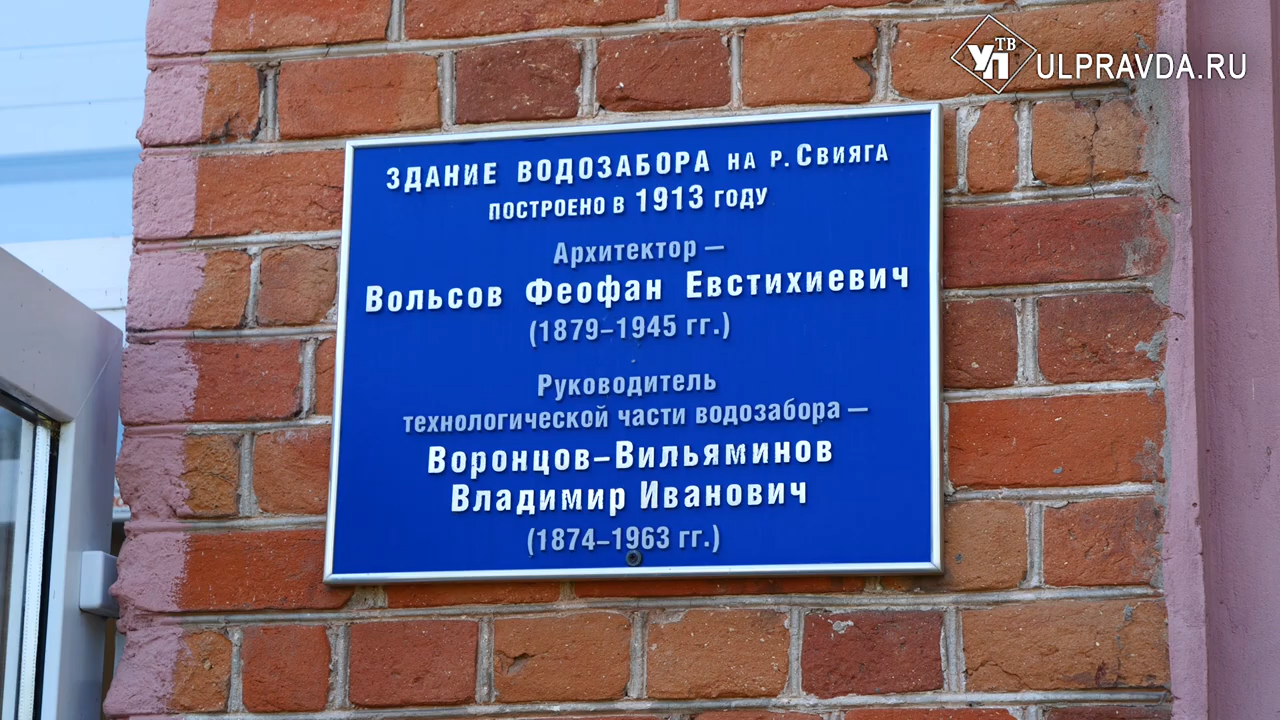 УП ТВ ULPRAVDA.RU
ЗДАНИЕ ВОДОЗАБОРА НА Р. СВИЯГА
ПОСТРОЕНО В 1913 ГОДУ
АРХИТЕКТОР –
ВОЛЬСОВ ФЕОФАН ЕВСТИХИЕВИЧ
(1879–1945 гг.)
РУКОВОДИТЕЛЬ
ТЕХНОЛОГИЧЕСКОЙ ЧАСТИ ВОДОЗАБОРА –
ВОРОНЦОВ-ВИЛЬЯМИНОВ
ВЛАДИМИР ИВАНОВИЧ
(1874–1963 гг.)